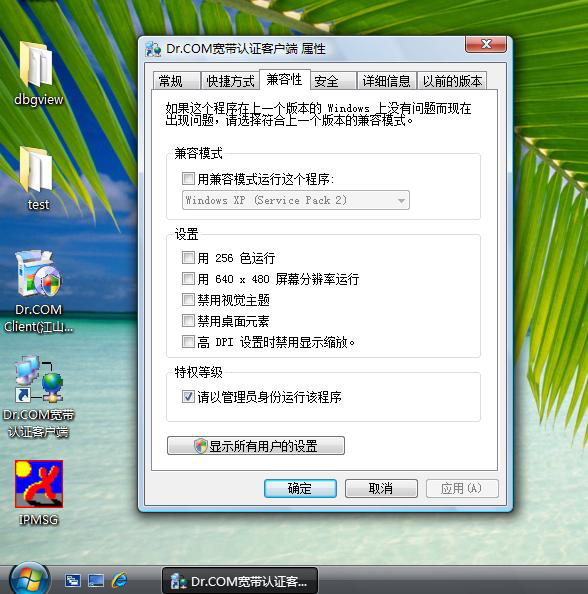 dbgview
test
Dr.COM
Client(江山...
Dr.COM宽带
认证客户端
IPMSG
Dr.COM宽带认证客户端 属性
常规
快捷方式
兼容性
安全
详细信息
以前的版本
如果这个程序在上一个版本的 Windows 上没有问题而现在
出现问题，请选择符合上一个版本的兼容模式。
兼容模式
用兼容模式运行这个程序:
Windows XP (Service Pack 2)
设置
用 256 色运行
用 640 x 480 屏幕分辨率运行
禁用视觉主题
禁用桌面元素
高 DPI 设置时禁用显示缩放。
特权等级
请以管理员身份运行该程序
显示所有用户的设置
确定
取消
应用(A)
Dr.COM宽带认证客...